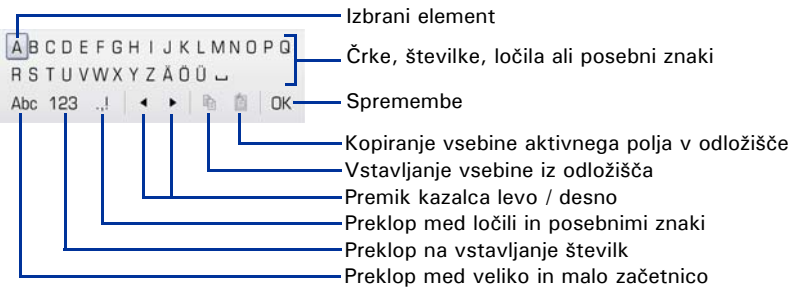 Izbrani element
A B C D E F G H I J K L M N O P Q
Črke, številke, ločila ali posebni znaki
R S T U V W X Y Z Ä Ö Ü ⎵
Abc 123 .,! ◄ ► OK
Spremembe
Kopiranje vsebine aktivnega polja v odložišče
Vstavljanje vsebine iz odložišča
Premik kazalca levo / desno
Preklop med ločili in posebnimi znaki
Preklop na vstavljanje številk
Preklop med veliko in malo začetnico